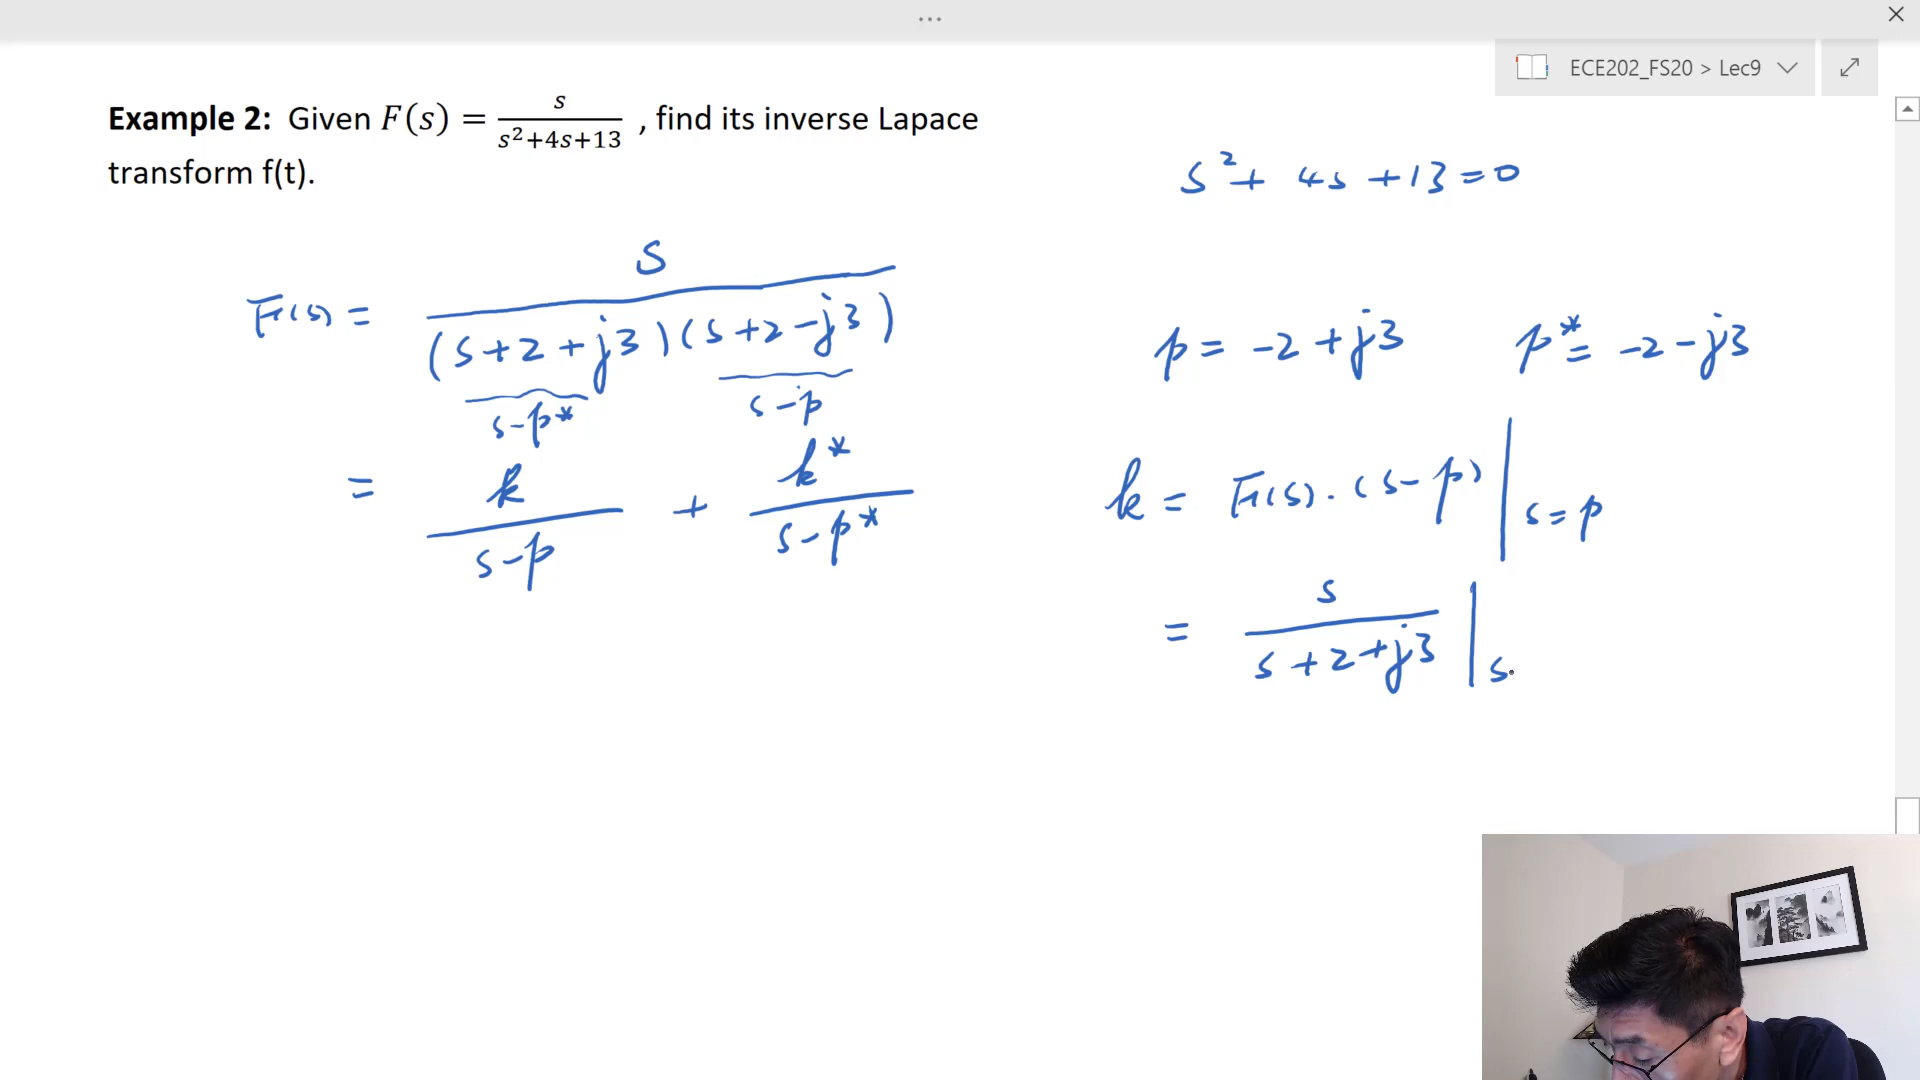 ECE202_FS20 > Lec9
Example 2: Given F(s) = s/(s²+4s+13) , find its inverse Lapace
transform f(t).
s² + 4s + 13 = 0
F(s) = s/((s+2+j3)(s+2-j3))
s-p* s-p
= k/(s-p) + k*/(s-p*)
p = -2 + j3 p* = -2 - j3
k = F(s) · (s-p) | s=p
= s/(s+2+j3) | s